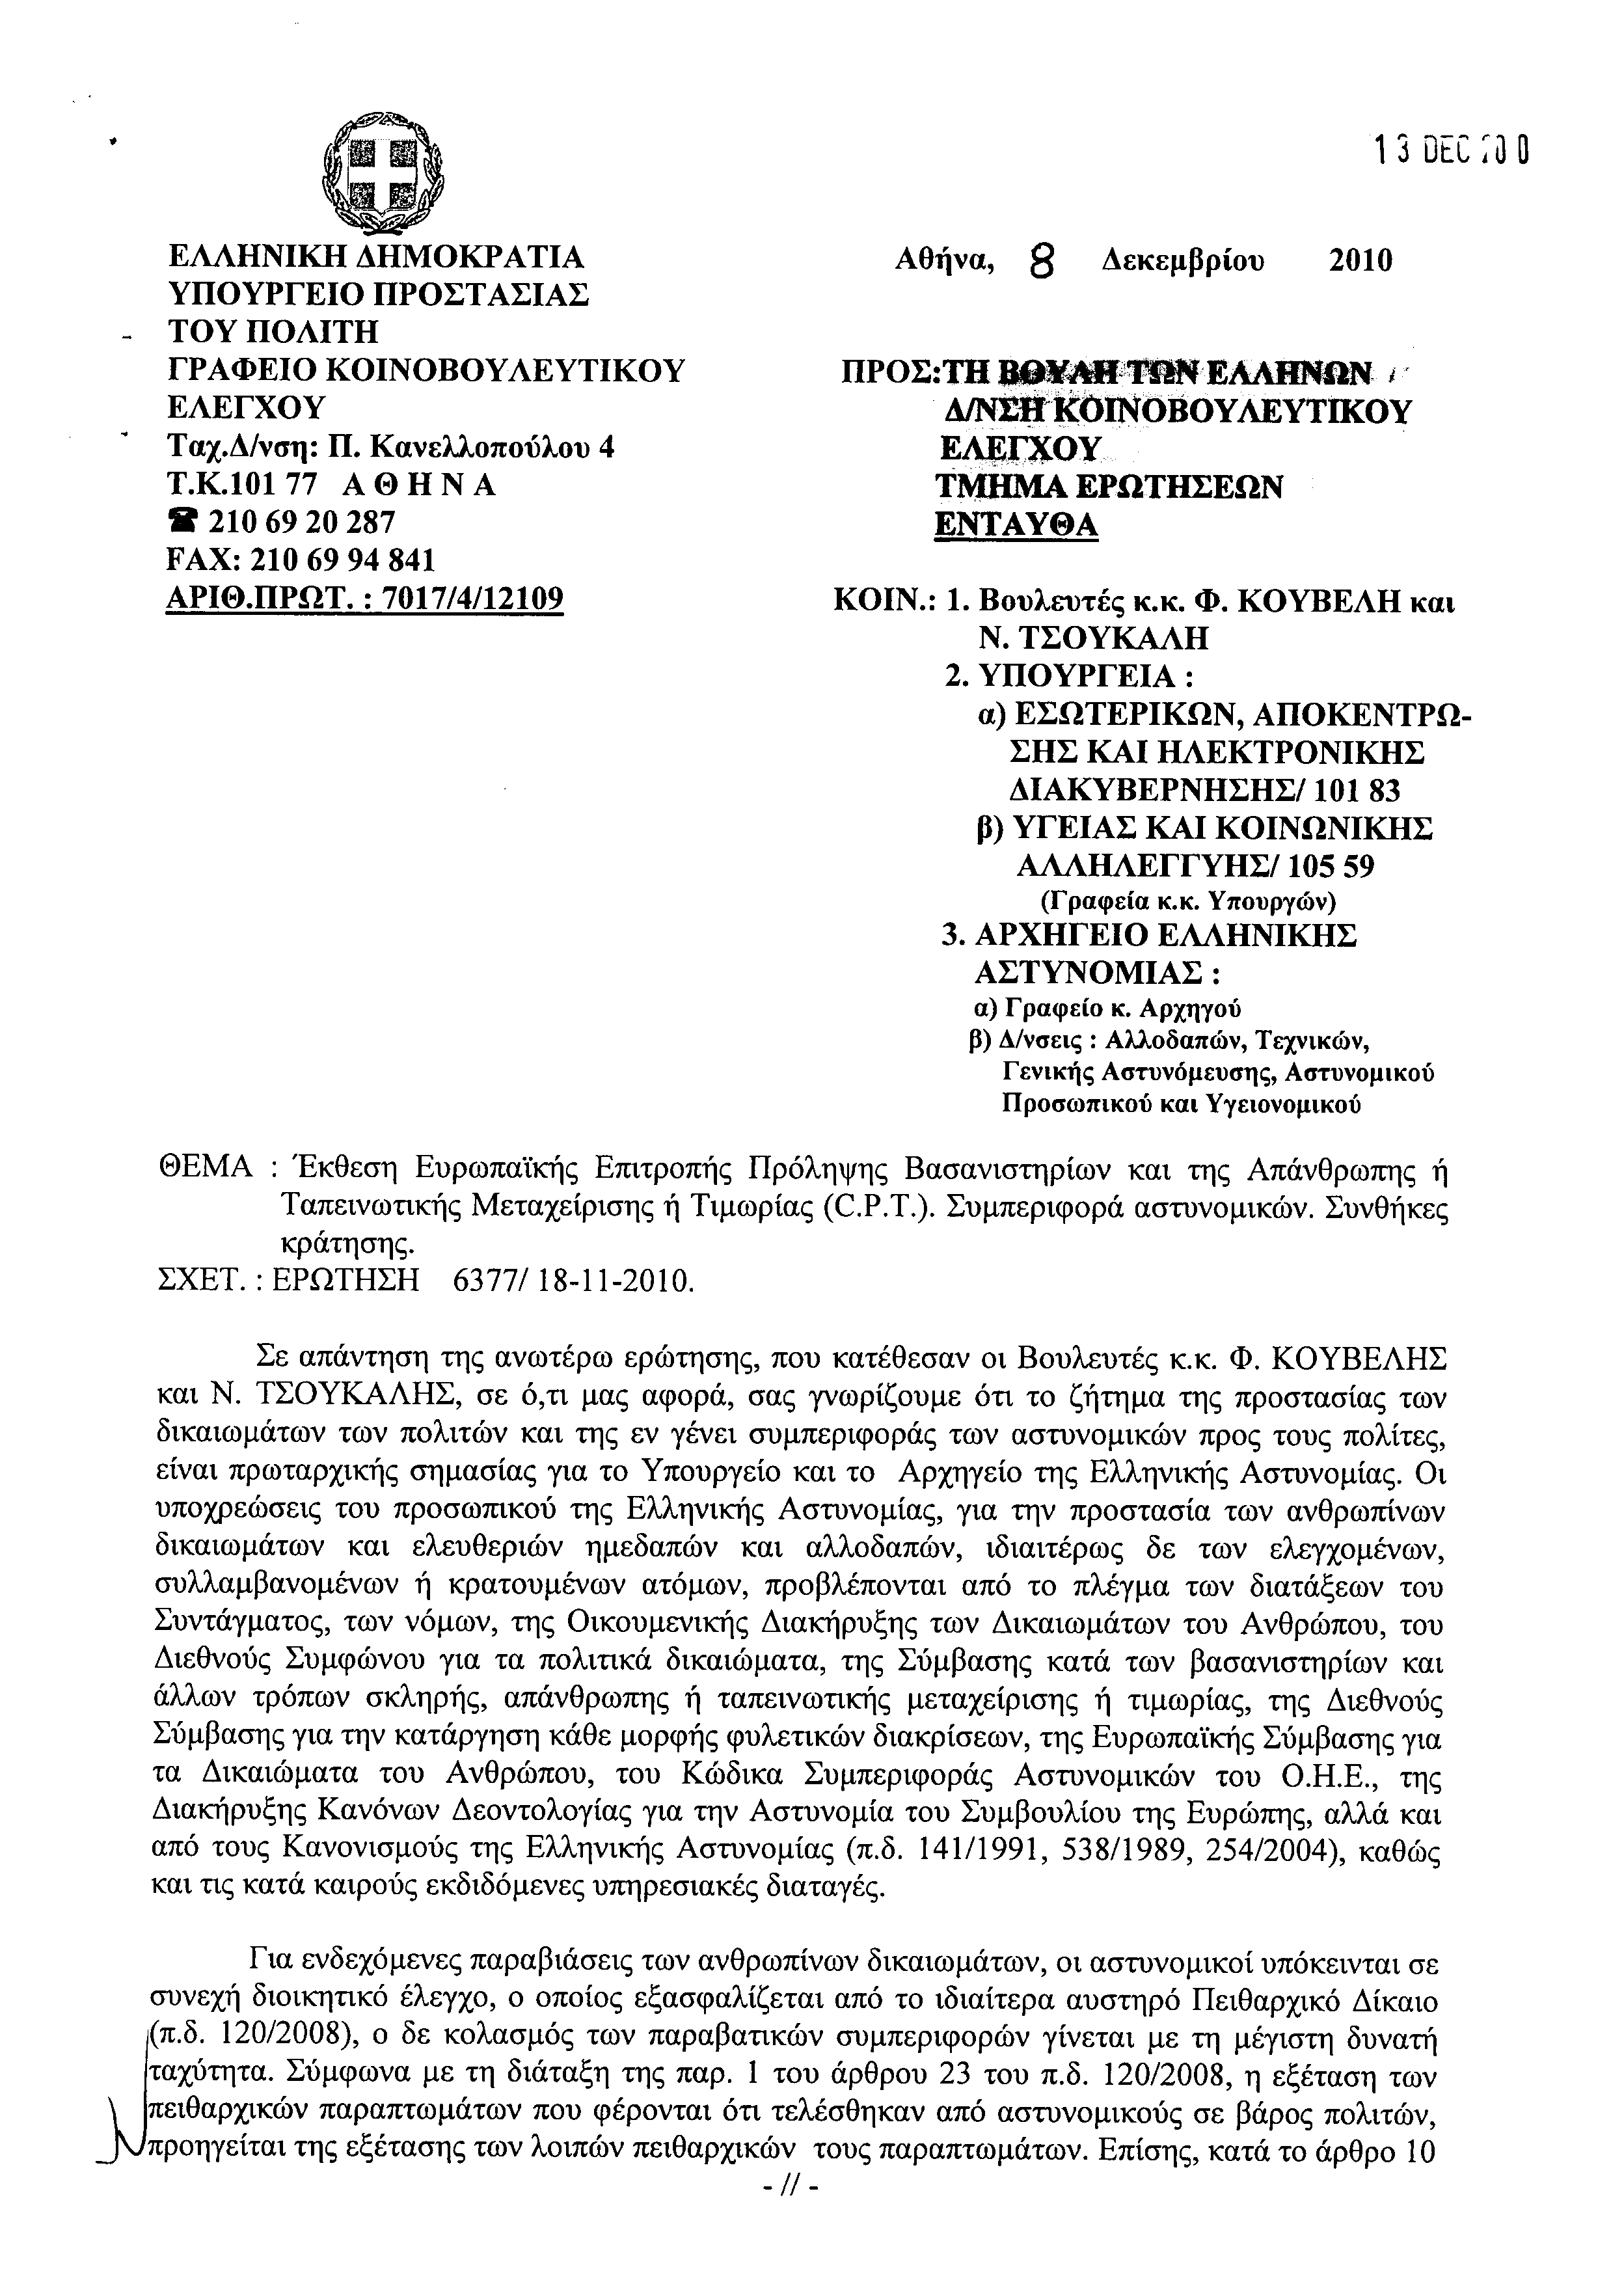 13 DEC
ΕΛΛΗΝΙΚΗ ΔΗΜΟΚΡΑΤΙΑ
ΥΠΟΥΡΓΕΙΟ ΠΡΟΣΤΑΣΙΑΣ
ΤΟΥ ΠΟΛΙΤΗ
ΓΡΑΦΕΙΟ ΚΟΙΝΟΒΟΥΛΕΥΤΙΚΟΥ
ΕΛΕΓΧΟΥ
Ταχ.Δ/νση: Π. Κανελλοπούλου 4
Τ.Κ.101 77 Α Θ Η Ν Α
☎ 210 69 20 287
FAX: 210 69 94 841
ΑΡΙΘ.ΠΡΩΤ. : 7017/4/12109
Αθήνα, 8 Δεκεμβρίου 2010
ΠΡΟΣ:ΤΗ ΒΟΥΛΗ ΤΩΝ ΕΛΛΗΝΩΝ
Δ/ΝΣΗ ΚΟΙΝΟΒΟΥΛΕΥΤΙΚΟΥ
ΕΛΕΓΧΟΥ
ΤΜΗΜΑ ΕΡΩΤΗΣΕΩΝ
ΕΝΤΑΥΘΑ
ΚΟΙΝ.: 1. Βουλευτές κ.κ. Φ. ΚΟΥΒΕΛΗ και
Ν. ΤΣΟΥΚΑΛΗ
2. ΥΠΟΥΡΓΕΙΑ :
α) ΕΣΩΤΕΡΙΚΩΝ, ΑΠΟΚΕΝΤΡΩ-
ΣΗΣ ΚΑΙ ΗΛΕΚΤΡΟΝΙΚΗΣ
ΔΙΑΚΥΒΕΡΝΗΣΗΣ/ 101 83
β) ΥΓΕΙΑΣ ΚΑΙ ΚΟΙΝΩΝΙΚΗΣ
ΑΛΛΗΛΕΓΓΥΗΣ/ 105 59
(Γραφεία κ.κ. Υπουργών)
3. ΑΡΧΗΓΕΙΟ ΕΛΛΗΝΙΚΗΣ
ΑΣΤΥΝΟΜΙΑΣ :
α) Γραφείο κ. Αρχηγού
β) Δ/νσεις : Αλλοδαπών, Τεχνικών,
Γενικής Αστυνόμευσης, Αστυνομικού
Προσωπικού και Υγειονομικού
ΘΕΜΑ : Έκθεση Ευρωπαϊκής Επιτροπής Πρόληψης Βασανιστηρίων και της Απάνθρωπης ή
Ταπεινωτικής Μεταχείρισης ή Τιμωρίας (C.P.T.). Συμπεριφορά αστυνομικών. Συνθήκες
κράτησης.
ΣΧΕΤ. : ΕΡΩΤΗΣΗ 6377/ 18-11-2010.
Σε απάντηση της ανωτέρω ερώτησης, που κατέθεσαν οι Βουλευτές κ.κ. Φ. ΚΟΥΒΕΛΗΣ
και Ν. ΤΣΟΥΚΑΛΗΣ, σε ό,τι μας αφορά, σας γνωρίζουμε ότι το ζήτημα της προστασίας των
δικαιωμάτων των πολιτών και της εν γένει συμπεριφοράς των αστυνομικών προς τους πολίτες,
είναι πρωταρχικής σημασίας για το Υπουργείο και το Αρχηγείο της Ελληνικής Αστυνομίας. Οι
υποχρεώσεις του προσωπικού της Ελληνικής Αστυνομίας, για την προστασία των ανθρωπίνων
δικαιωμάτων και ελευθεριών ημεδαπών και αλλοδαπών, ιδιαιτέρως δε των ελεγχομένων,
συλλαμβανομένων ή κρατουμένων ατόμων, προβλέπονται από το πλέγμα των διατάξεων του
Συντάγματος, των νόμων, της Οικουμενικής Διακήρυξης των Δικαιωμάτων του Ανθρώπου, του
Διεθνούς Συμφώνου για τα πολιτικά δικαιώματα, της Σύμβασης κατά των βασανιστηρίων και
άλλων τρόπων σκληρής, απάνθρωπης ή ταπεινωτικής μεταχείρισης ή τιμωρίας, της Διεθνούς
Σύμβασης για την κατάργηση κάθε μορφής φυλετικών διακρίσεων, της Ευρωπαϊκής Σύμβασης για
τα Δικαιώματα του Ανθρώπου, του Κώδικα Συμπεριφοράς Αστυνομικών του Ο.Η.Ε., της
Διακήρυξης Κανόνων Δεοντολογίας για την Αστυνομία του Συμβουλίου της Ευρώπης, αλλά και
από τους Κανονισμούς της Ελληνικής Αστυνομίας (π.δ. 141/1991, 538/1989, 254/2004), καθώς
και τις κατά καιρούς εκδιδόμενες υπηρεσιακές διαταγές.
Για ενδεχόμενες παραβιάσεις των ανθρωπίνων δικαιωμάτων, οι αστυνομικοί υπόκεινται σε
συνεχή διοικητικό έλεγχο, ο οποίος εξασφαλίζεται από το ιδιαίτερα αυστηρό Πειθαρχικό Δίκαιο
(π.δ. 120/2008), ο δε κολασμός των παραβατικών συμπεριφορών γίνεται με τη μέγιστη δυνατή
ταχύτητα. Σύμφωνα με τη διάταξη της παρ. 1 του άρθρου 23 του π.δ. 120/2008, η εξέταση των
πειθαρχικών παραπτωμάτων που φέρονται ότι τελέσθηκαν από αστυνομικούς σε βάρος πολιτών,
προηγείται της εξέτασης των λοιπών πειθαρχικών τους παραπτωμάτων. Επίσης, κατά το άρθρο 10
- // -